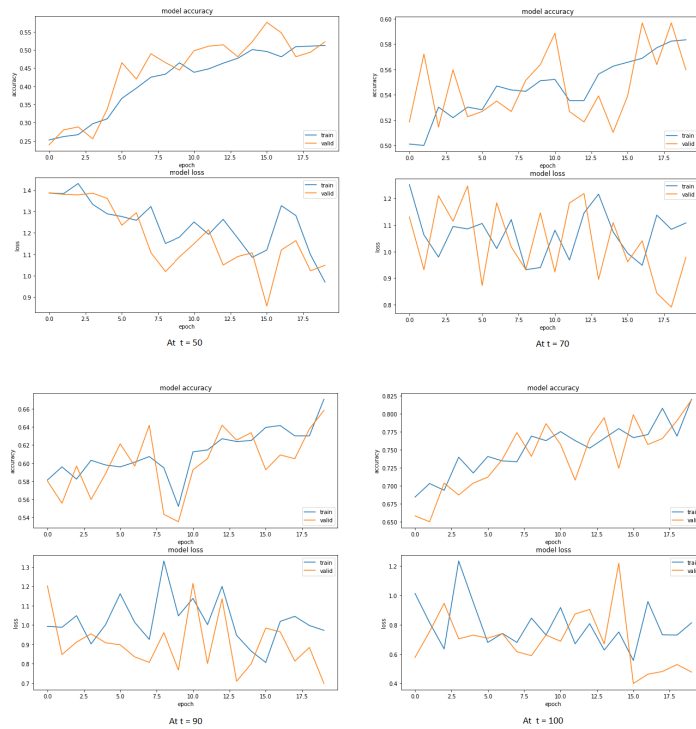 model accuracy
accuracy
0.55
0.50
0.45
0.40
0.35
0.30
0.25
train
valid
0.0 2.5 5.0 7.5 10.0 12.5 15.0 17.5
epoch
model loss
loss
1.4
1.3
1.2
1.1
1.0
0.9
train
valid
0.0 2.5 5.0 7.5 10.0 12.5 15.0 17.5
epoch
At t = 50
model accuracy
accuracy
0.60
0.58
0.56
0.54
0.52
0.50
train
valid
0.0 2.5 5.0 7.5 10.0 12.5 15.0 17.5
epoch
model loss
loss
1.2
1.1
1.0
0.9
0.8
train
valid
0.0 2.5 5.0 7.5 10.0 12.5 15.0 17.5
epoch
At t = 70
model accuracy
accuracy
0.66
0.64
0.62
0.60
0.58
0.56
0.54
train
valid
0.0 2.5 5.0 7.5 10.0 12.5 15.0 17.5
epoch
model loss
loss
1.3
1.2
1.1
1.0
0.9
0.8
0.7
train
valid
0.0 2.5 5.0 7.5 10.0 12.5 15.0 17.5
epoch
At t = 90
model accuracy
accuracy
0.825
0.800
0.775
0.750
0.725
0.700
0.675
0.650
train
valid
0.0 2.5 5.0 7.5 10.0 12.5 15.0 17.5
epoch
model loss
loss
1.2
1.0
0.8
0.6
0.4
train
valid
0.0 2.5 5.0 7.5 10.0 12.5 15.0 17.5
epoch
At t = 100